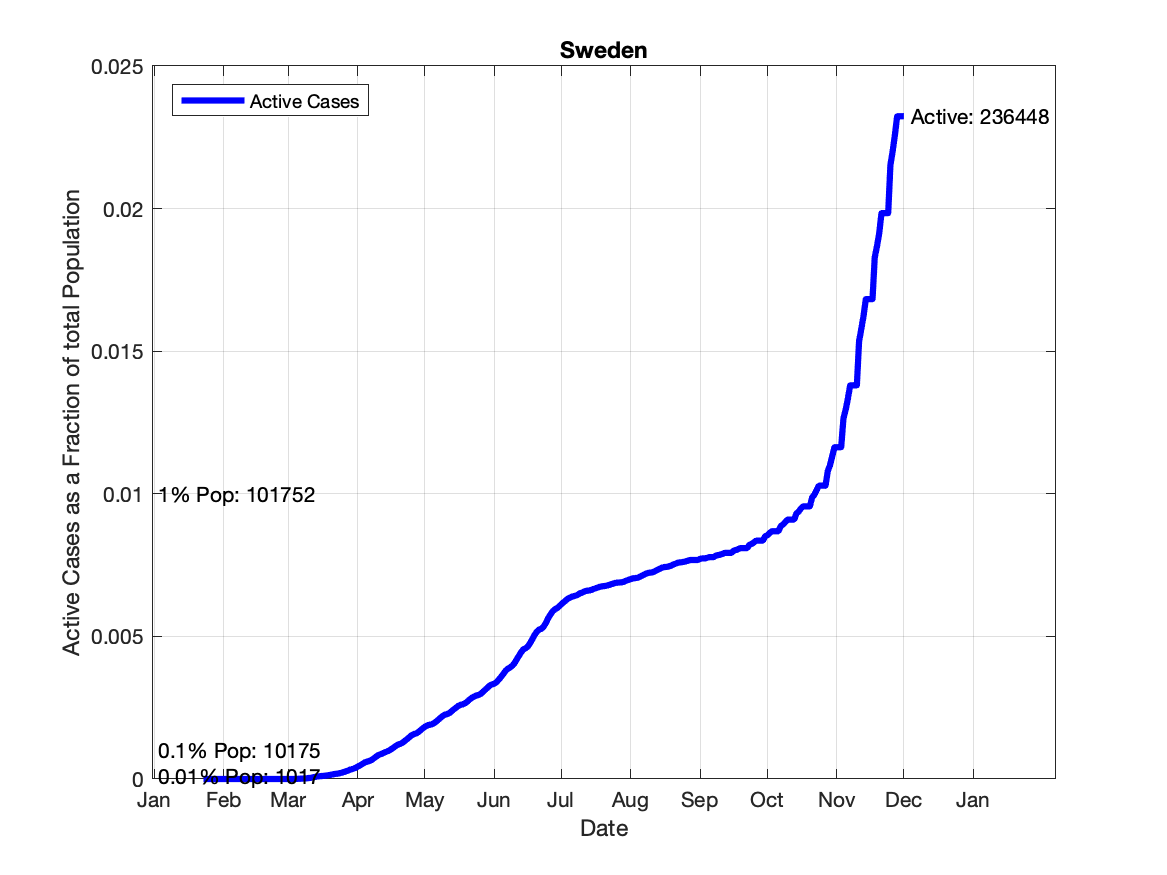 Sweden
0.025
Active Cases
Active: 236448
0.02
0.015
0.01
1% Pop: 101752
0.005
0.1% Pop: 10175
0
0.01% Pop: 1017
Jan Feb Mar Apr May Jun Jul Aug Sep Oct Nov Dec Jan
Date
Active Cases as a Fraction of total Population